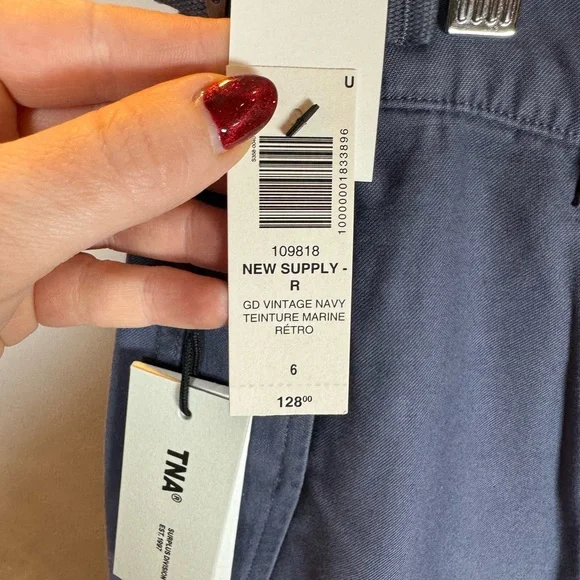 U
10000001833896
109818
NEW SUPPLY -
R
GD VINTAGE NAVY
TEINTURE MARINE
RÉTRO
6
128⁰⁰
TNA®
SURPLUS DIVISION
EST. 1997